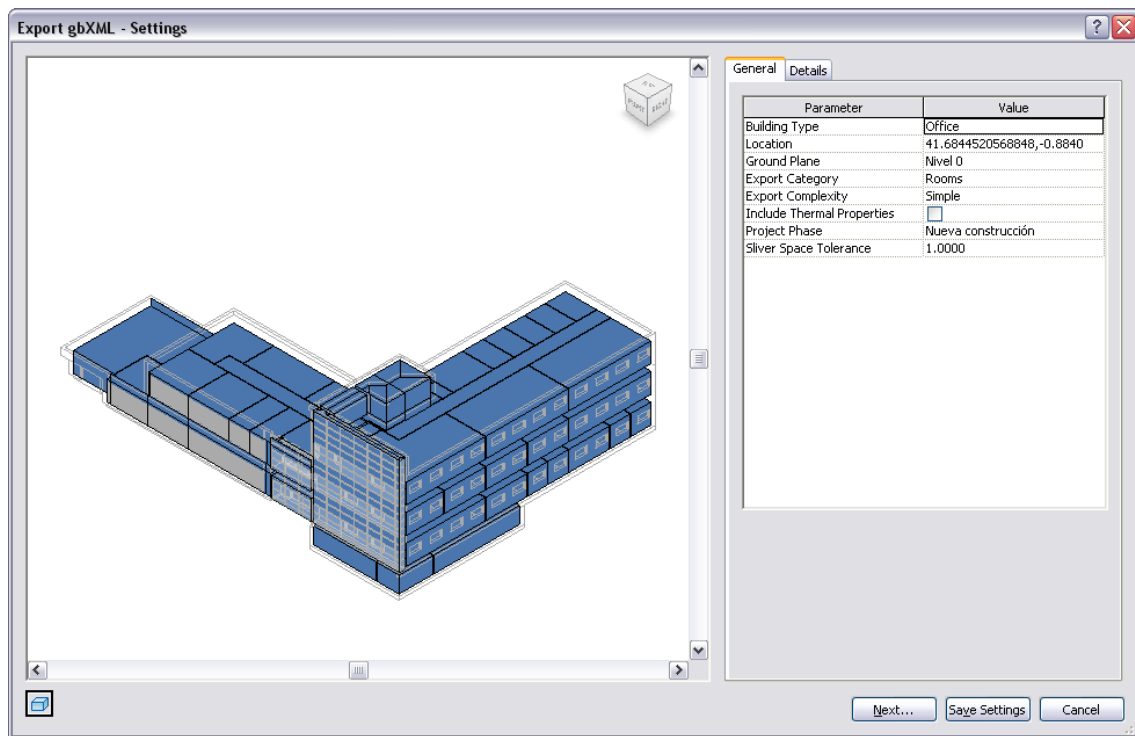 Export gbXML - Settings
General Details
Parameter Value
Building Type Office
Location 41.6844520568848,-0.8840
Ground Plane Nivel 0
Export Category Rooms
Export Complexity Simple
Include Thermal Properties
Project Phase Nueva construcción
Sliver Space Tolerance 1.0000
Next... Save Settings Cancel